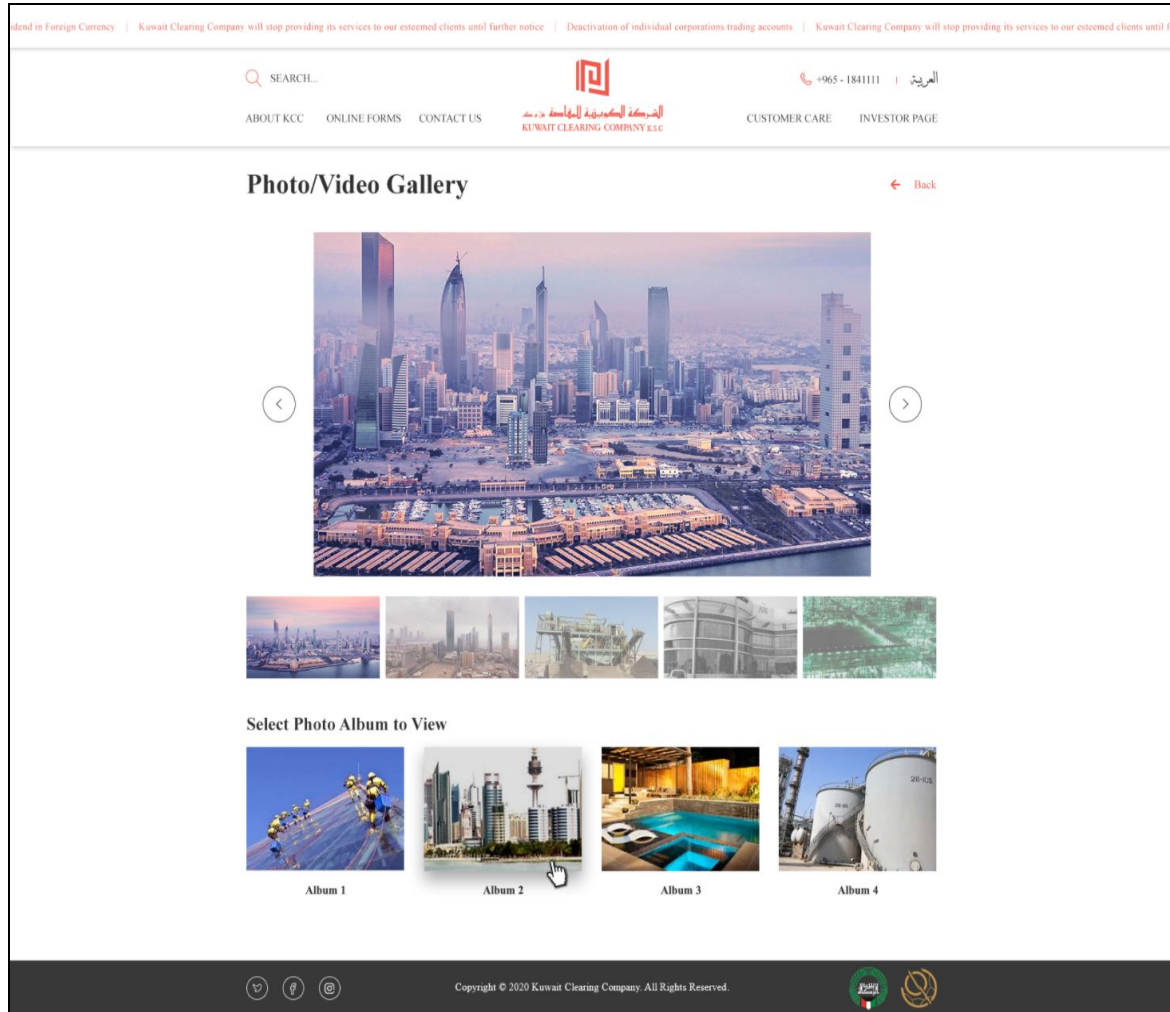 idend in Foreign Currency | Kuwait Clearing Company will stop providing its services to our esteemed clients until further notice | Deactivation of individual corporations trading accounts | Kuwait Clearing Company will stop providing its services to our esteemed clients until f
SEARCH...
+965 - 1841111 | العربية
ABOUT KCC ONLINE FORMS CONTACT US
الشركة الكويتية للمقاصة
KUWAIT CLEARING COMPANY K.S.C
CUSTOMER CARE INVESTOR PAGE
Photo/Video Gallery
Back
Select Photo Album to View
26-105
Album 1 Album 2 Album 3 Album 4
Copyright © 2020 Kuwait Clearing Company. All Rights Reserved.